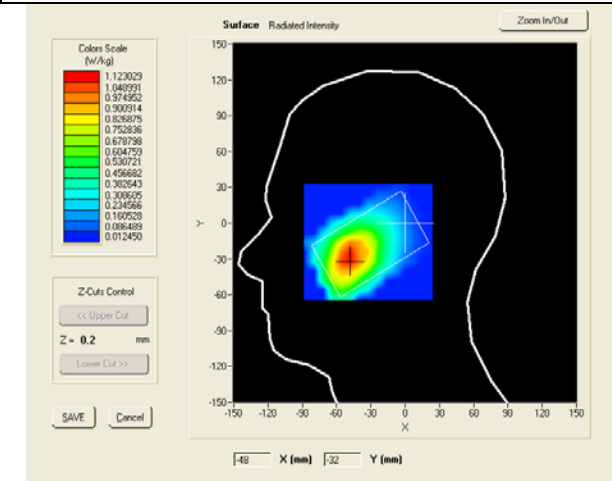 Surface Radiated Intensity
Zoom In/Out
Colors Scale
(W/kg)
1.123029
1.048991
0.974952
0.900914
0.826875
0.752836
0.678798
0.604759
0.530721
0.456682
0.382643
0.308605
0.234566
0.160528
0.086489
0.012450
Z-Cuts Control
<< Upper Cut
Z = 0.2 mm
Lower Cut >>
SAVE Cancel
150-
120-
90-
60-
30-
Y 0-
-30-
-60-
-90-
-120-
-150-
-150 -120 -90 -60 -30 0 30 60 90 120 150
X
-48 X (mm) -32 Y (mm)